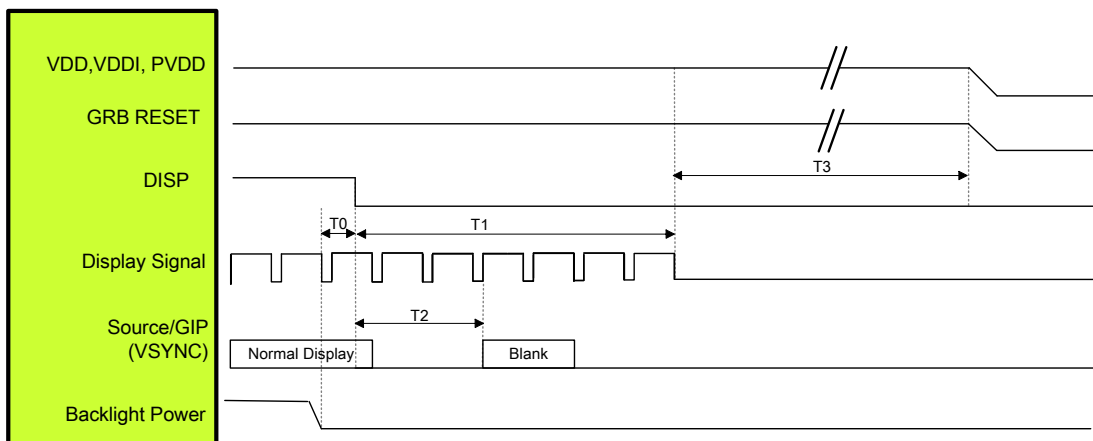 VDD,VDDI, PVDD
GRB RESET
T3
DISP
T0
T1
Display Signal
T2
Source/GIP
(VSYNC)
Normal Display
Blank
Backlight Power